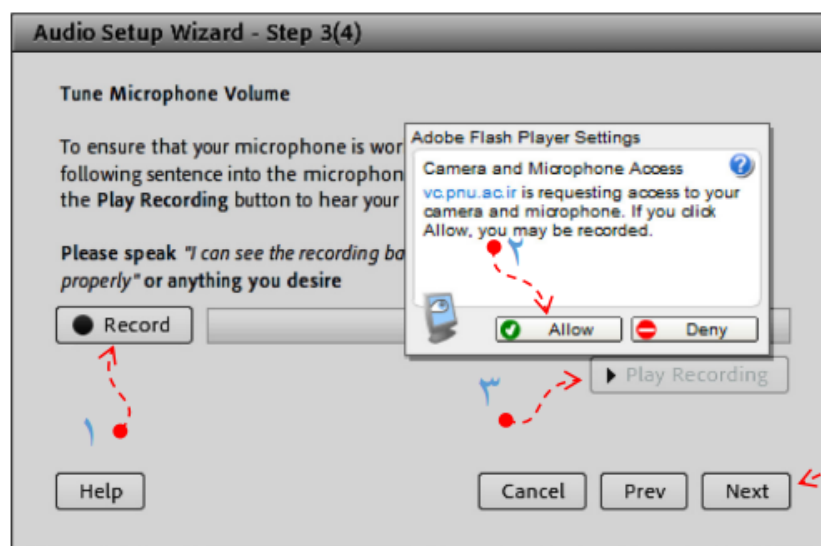 Audio Setup Wizard - Step 3(4)
Tune Microphone Volume
To ensure that your microphone is wor
following sentence into the microphon
the Play Recording button to hear your
Please speak "I can see the recording ba
properly" or anything you desire
Adobe Flash Player Settings
Camera and Microphone Access
vc.pnu.ac.ir is requesting access to your
camera and microphone. If you click
Allow, you may be recorded.
۲
Allow Deny
Record
Play Recording
۳
۱
Help Cancel Prev Next